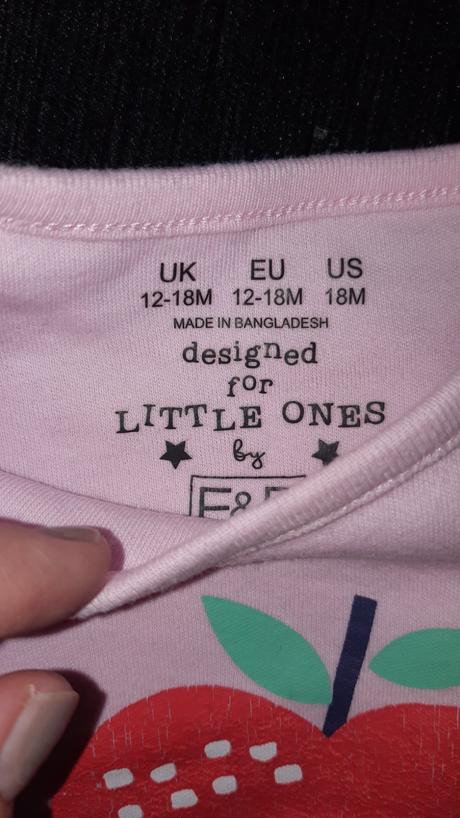 UK EU US
12-18M 12-18M 18M
MADE IN BANGLADESH
designed
for
LITTLE ONES
by